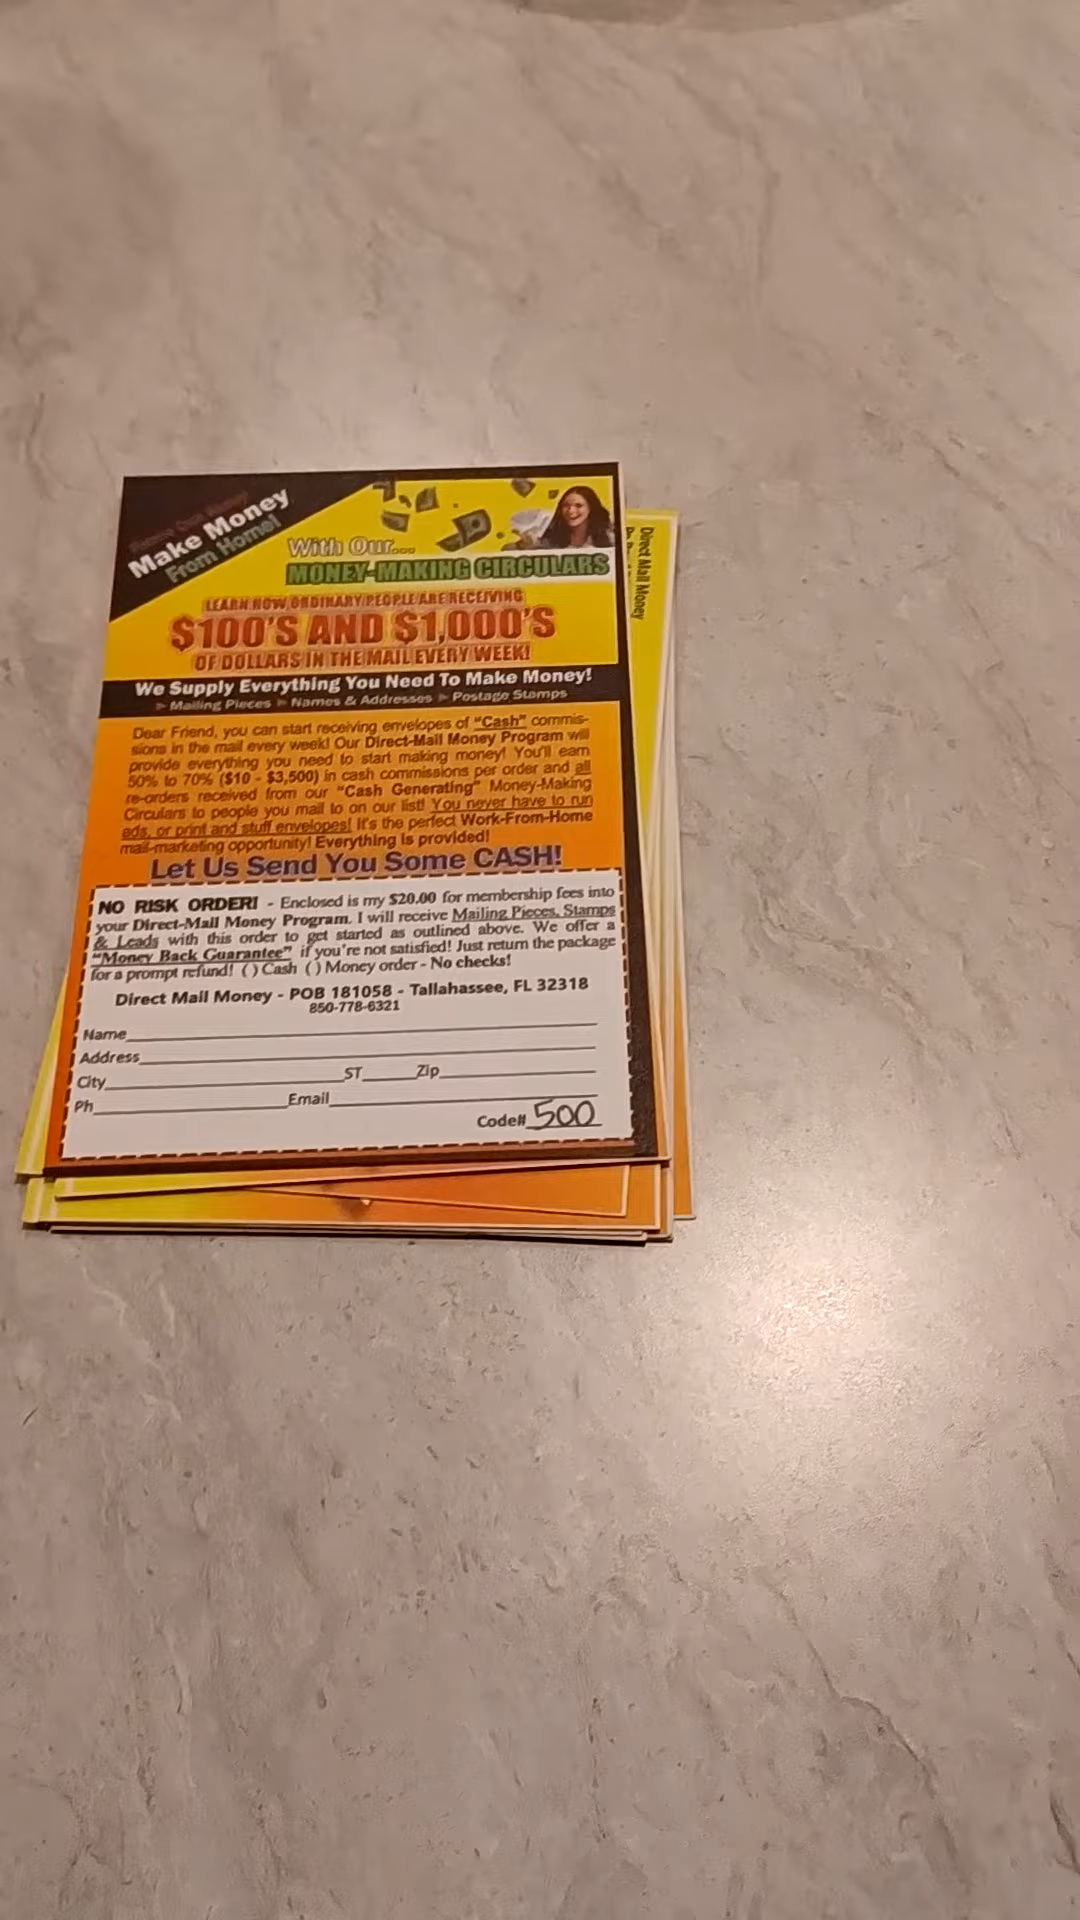 Make Money
From Home!
With Our...
MONEY-MAKING CIRCULARS
LEARN HOW ORDINARY PEOPLE ARE RECEIVING
$100'S AND $1,000'S
OF DOLLARS IN THE MAIL EVERY WEEK!
We Supply Everything You Need To Make Money!
Mailing Pieces Names & Addresses Postage Stamps
Dear Friend, you can start receiving envelopes of "Cash" commis-
sions in the mail every week! Our Direct-Mail Money Program will
provide everything you need to start making money! You'll earn
50% to 70% ($10 - $3,500) in cash commissions per order and all
re-orders received from our "Cash Generating" Money-Making
Circulars to people you mail to on our list! You never have to run
ads, or print and stuff envelopes! It's the perfect Work-From-Home
mail-marketing opportunity! Everything is provided!
Let Us Send You Some CASH!
NO RISK ORDER! - Enclosed is my $20.00 for membership fees into
your Direct-Mail Money Program. I will receive Mailing Pieces, Stamps
& Leads with this order to get started as outlined above. We offer a
"Money Back Guarantee" if you're not satisfied! Just return the package
for a prompt refund! ( ) Cash ( ) Money order - No checks!
Direct Mail Money - POB 181058 - Tallahassee, FL 32318
850-778-6321
Name
Address
City ST Zip
Ph Email
Code# 500
Direct Mail Money